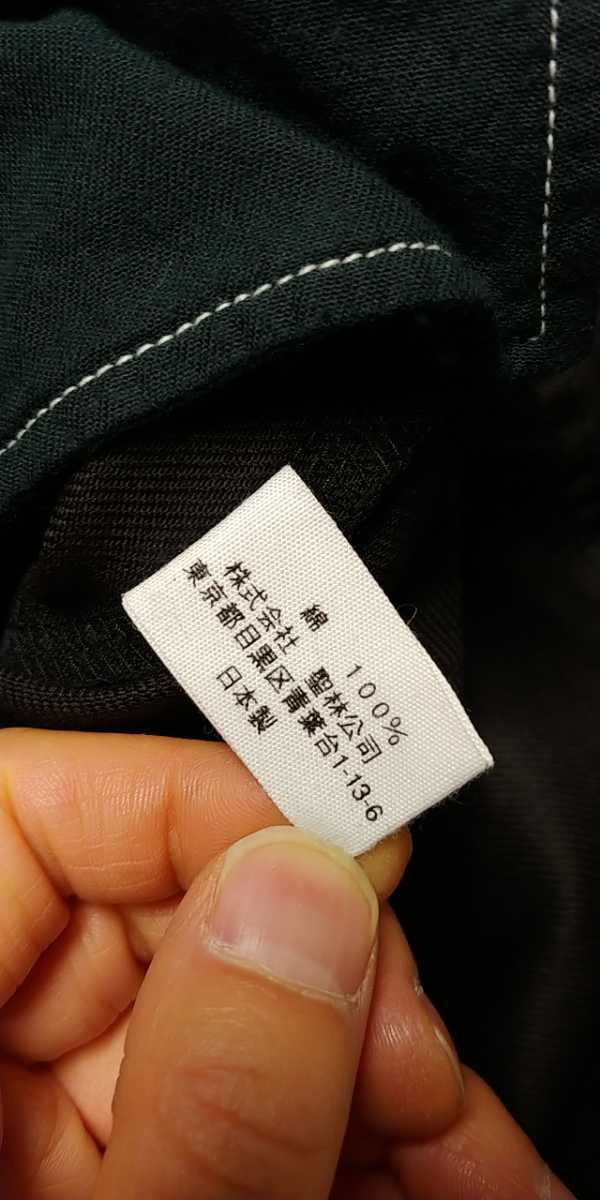 綿 100%
株式会社 聖林公司
東京都目黒区青葉台1-13-6
日本製